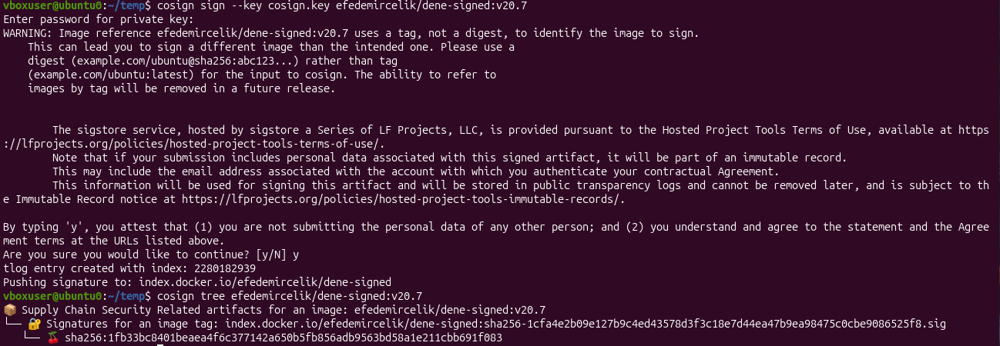 vboxuser@ubuntu0:~/temp$ cosign sign --key cosign.key efedemircelik/dene-signed:v20.7
Enter password for private key:
WARNING: Image reference efedemircelik/dene-signed:v20.7 uses a tag, not a digest, to identify the image to sign.
    This can lead you to sign a different image than the intended one. Please use a
    digest (example.com/ubuntu@sha256:abc123...) rather than tag
    (example.com/ubuntu:latest) for the input to cosign. The ability to refer to
    images by tag will be removed in a future release.
        The sigstore service, hosted by sigstore a Series of LF Projects, LLC, is provided pursuant to the Hosted Project Tools Terms of Use, available at https
://lfprojects.org/policies/hosted-project-tools-terms-of-use/.
        Note that if your submission includes personal data associated with this signed artifact, it will be part of an immutable record.
        This may include the email address associated with the account with which you authenticate your contractual Agreement.
        This information will be used for signing this artifact and will be stored in public transparency logs and cannot be removed later, and is subject to th
e Immutable Record notice at https://lfprojects.org/policies/hosted-project-tools-immutable-records/.
By typing 'y', you attest that (1) you are not submitting the personal data of any other person; and (2) you understand and agree to the statement and the Agree
ment terms at the URLs listed above.
Are you sure you would like to continue? [y/N] y
tlog entry created with index: 2280182939
Pushing signature to: index.docker.io/efedemircelik/dene-signed
vboxuser@ubuntu0:~/temp$ cosign tree efedemircelik/dene-signed:v20.7
📦 Supply Chain Security Related artifacts for an image: efedemircelik/dene-signed:v20.7
└── 🔐 Signatures for an image tag: index.docker.io/efedemircelik/dene-signed:sha256-1cfa4e2b09e127b9c4ed43578d3f3c18e7d44ea47b9ea98475c0cbe9086525f8.sig
   └── 🍒 sha256:1fb33bc8401beaea4f6c377142a650b5fb856adb9563bd58a1e211cbb691f083